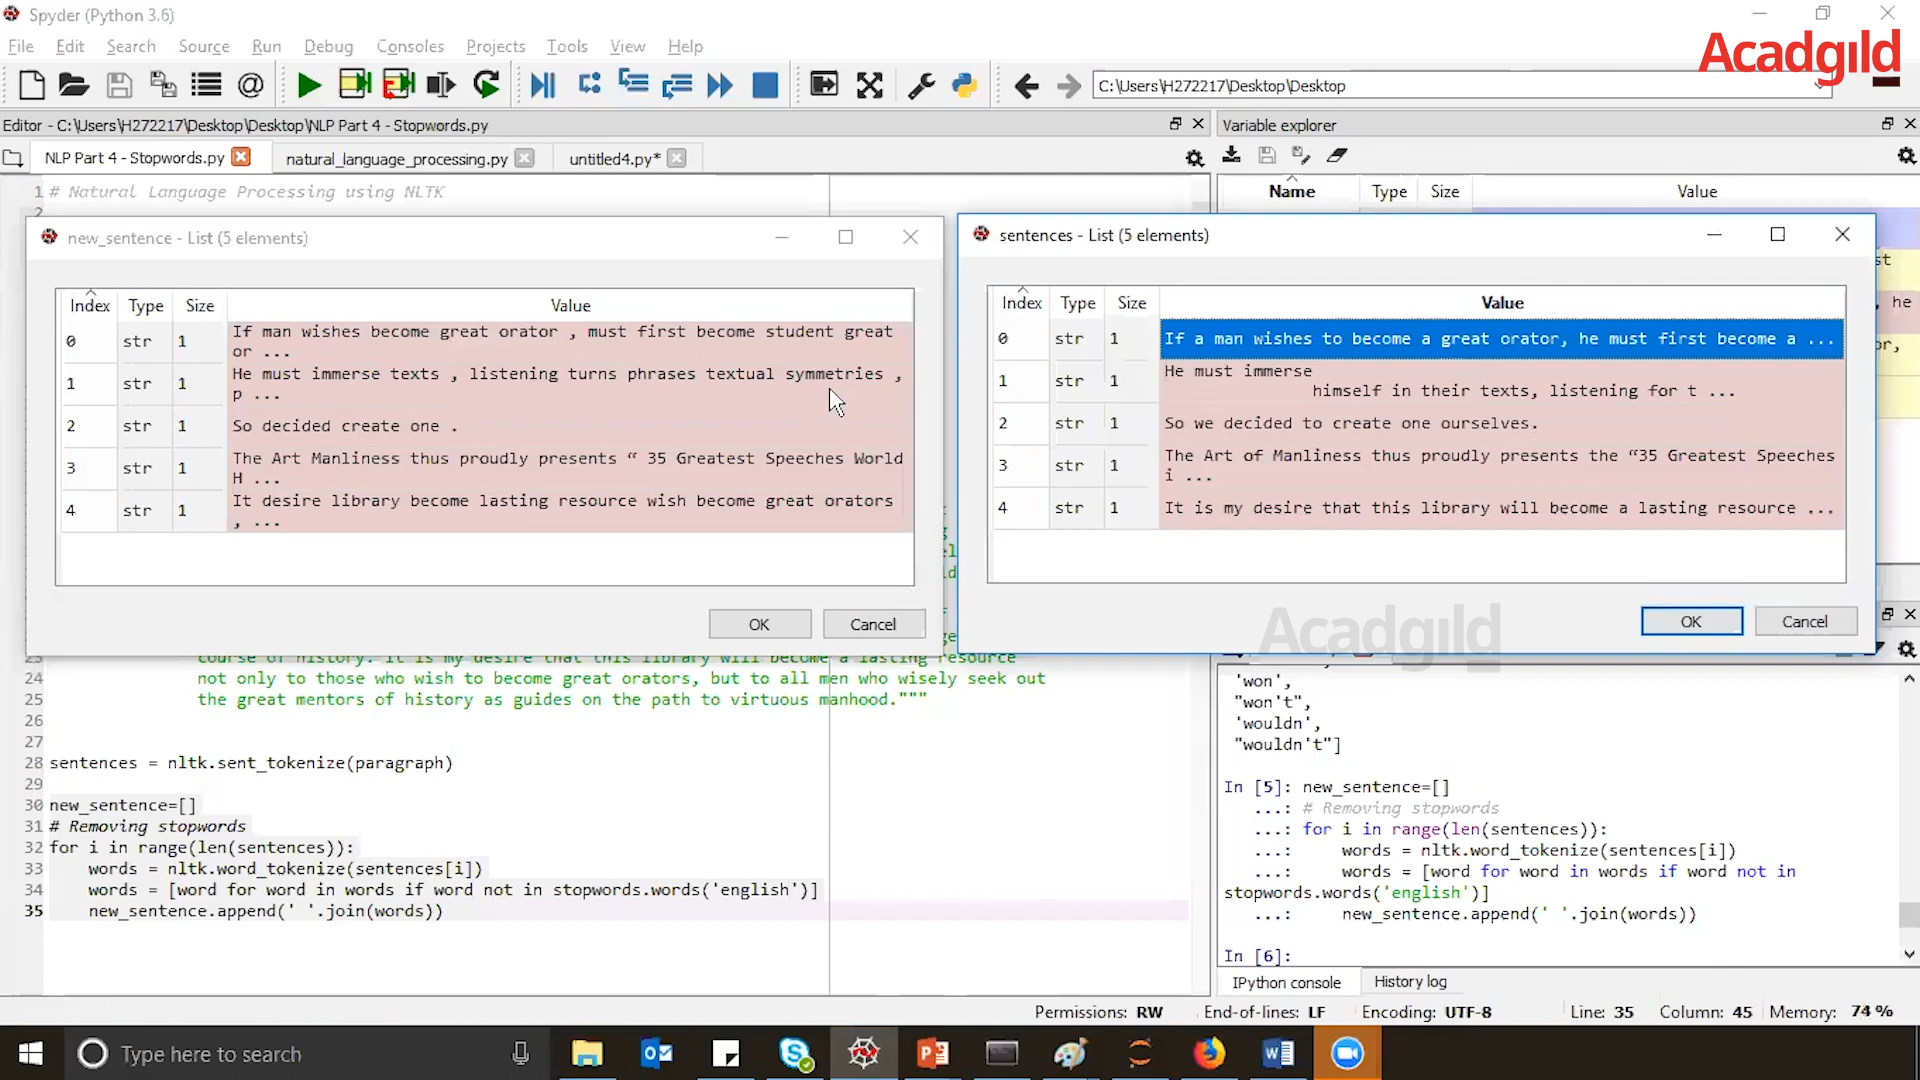 Spyder (Python 3.6)
File Edit Search Source Run Debug Consoles Projects Tools View Help
Acadgild
C:\Users\H272217\Desktop\Desktop
Editor - C:\Users\H272217\Desktop\Desktop\NLP Part 4 - Stopwords.py
Variable explorer
NLP Part 4 - Stopwords.py natural_language_processing.py untitled4.py*
Name Type Size Value
1 # Natural Language Processing using NLTK
2
new_sentence - List (5 elements)
Index Type Size Value
0 str 1 If man wishes become great orator , must first become student great
or ...
1 str 1 He must immerse texts , listening turns phrases textual symmetries ,
p ...
2 str 1 So decided create one .
3 str 1 The Art Manliness thus proudly presents “ 35 Greatest Speeches World
H ...
4 str 1 It desire library become lasting resource wish become great orators
, ...
OK Cancel
sentences - List (5 elements)
Index Type Size Value
0 str 1 If a man wishes to become a great orator, he must first become a ...
1 str 1 He must immerse
himself in their texts, listening for t ...
2 str 1 So we decided to create one ourselves.
3 str 1 The Art of Manliness thus proudly presents the “35 Greatest Speeches
i ...
4 str 1 It is my desire that this library will become a lasting resource ...
Acadgild
OK Cancel
he
23 course of history. It is my desire that this library will become a lasting resource
24 not only to those who wish to become great orators, but to all men who wisely seek out
25 the great mentors of history as guides on the path to virtuous manhood."""
26
27
28 sentences = nltk.sent_tokenize(paragraph)
29
30 new_sentence=[]
31 # Removing stopwords
32 for i in range(len(sentences)):
33 words = nltk.word_tokenize(sentences[i])
34 words = [word for word in words if word not in stopwords.words('english')]
35 new_sentence.append(' '.join(words))
'won',
"won't",
'wouldn',
"wouldn't"]
In [5]: new_sentence=[]
...: # Removing stopwords
...: for i in range(len(sentences)):
...: words = nltk.word_tokenize(sentences[i])
...: words = [word for word in words if word not in
stopwords.words('english')]
...: new_sentence.append(' '.join(words))
In [6]:
IPython console History log
Permissions: RW End-of-lines: LF Encoding: UTF-8 Line: 35 Column: 45 Memory: 74 %
Type here to search